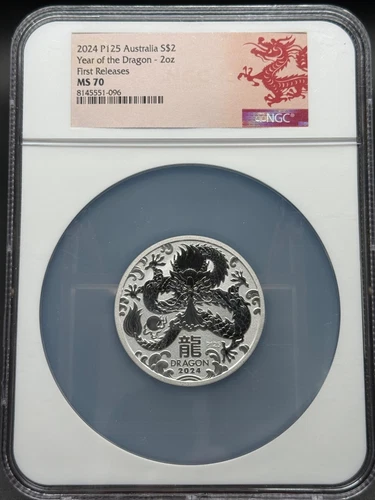 2024 P125 Australia S$2
Year of the Dragon - 2oz
First Releases
MS 70
8145551-096
NGC
龍
DRAGON
2024